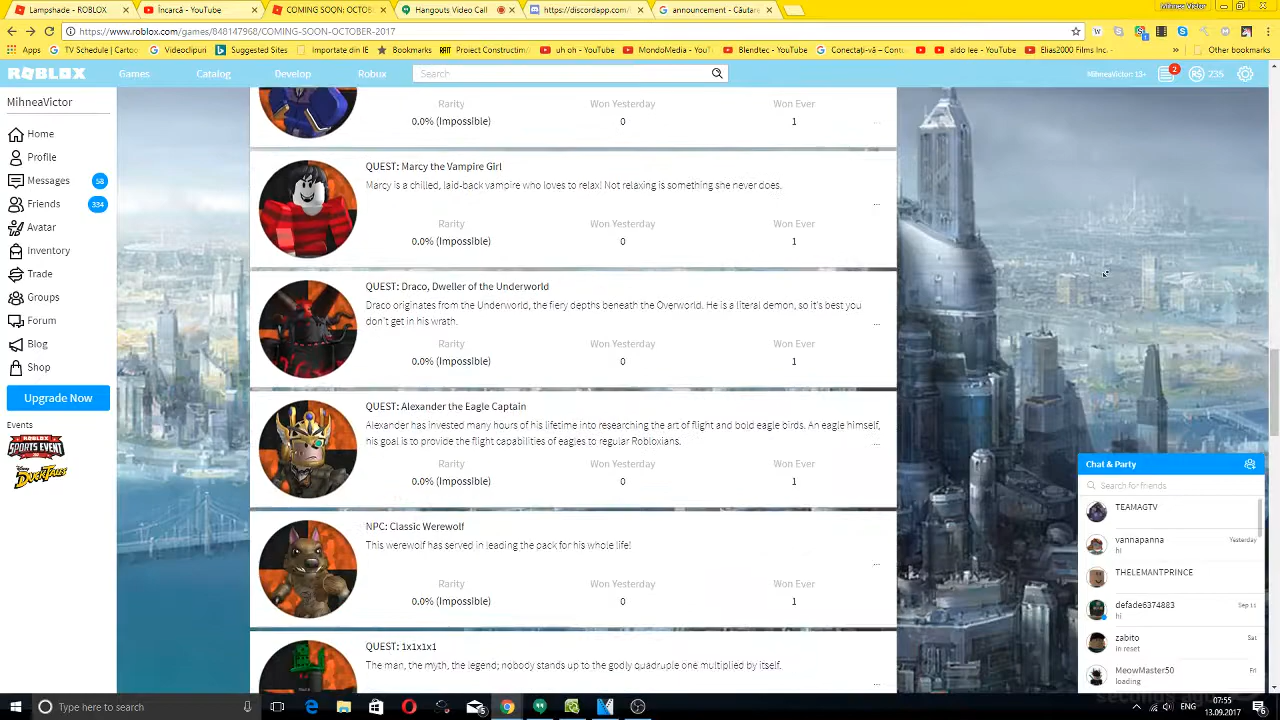 Lampshade - ROBLOX
Încarcă - YouTube
COMING SOON: OCTOBER
Hangouts Video Call
https://discordapp.com/
announcement - Căutare
Mihnea Victor
https://www.roblox.com/games/848147968/COMING-SOON-OCTOBER-2017
Apps
TV Schedule | Cartoo
Videoclipuri
Suggested Sites
Importate din IE
Bookmarks
Proiect Constructim/
uh oh - YouTube
MondoMedia - YouTube
Blendtec - YouTube
Conectați-vă – Contu
aldo lee - YouTube
Elias2000 Films Inc. -
Other bookmarks
ROBLOX
Games
Catalog
Develop
Robux
Search
MihneaVictor: 13+
2
235
MihneaVictor
Home
Profile
Messages
58
Friends
334
Avatar
Inventory
Trade
Groups
Forum
Blog
Shop
Upgrade Now
Events
ROBLOX
SPORTS EVENT
DUCKTALES
Rarity
Won Yesterday
Won Ever
0.0% (Impossible)
0
1
QUEST: Marcy the Vampire Girl
Marcy is a chilled, laid-back vampire who loves to relax! Not relaxing is something she never does.
...
Rarity
Won Yesterday
Won Ever
0.0% (Impossible)
0
1
QUEST: Draco, Dweller of the Underworld
Draco originates from the Underworld, the fiery depths beneath the Overworld. He is a literal demon, so it's best you
don't get in his wrath.
...
Rarity
Won Yesterday
Won Ever
0.0% (Impossible)
0
1
QUEST: Alexander the Eagle Captain
Alexander has invested many hours of his lifetime into researching the art of flight and bold eagle birds. An eagle himself,
his goal is to provide the flight capabilities of eagles to regular Robloxians.
...
Rarity
Won Yesterday
Won Ever
0.0% (Impossible)
0
1
NPC: Classic Werewolf
This werewolf has served in leading the pack for his whole life!
...
Rarity
Won Yesterday
Won Ever
0.0% (Impossible)
0
1
QUEST: 1x1x1x1
The man, the myth, the legend; nobody stands up to the godly quadruple one multiplied by itself.
...
Chat & Party
Search for friends
TEAMAGTV
vannapanna
Yesterday
hI
THELEMANTPRINCE
defade6374883
Sep 11
hi
zabito
Sat
in reset
MeowMaster50
Fri
loading
Type here to search
07:55
13.09.2017